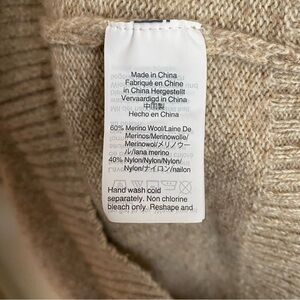 Made in China
Fabriqué en Chine
in China Hergestellt
Vervaardigd in China
中国製
Hecho en China
60% Merino Wool/Laine De
Merinos/Merinowolle/
Merinowol/メリノウー
ル/lana merino
40% Nylon/Nylon/Nylon/
Nylon/ナイロン/nailon
Hand wash cold
separately. Non chlorine
bleach only. Reshape and